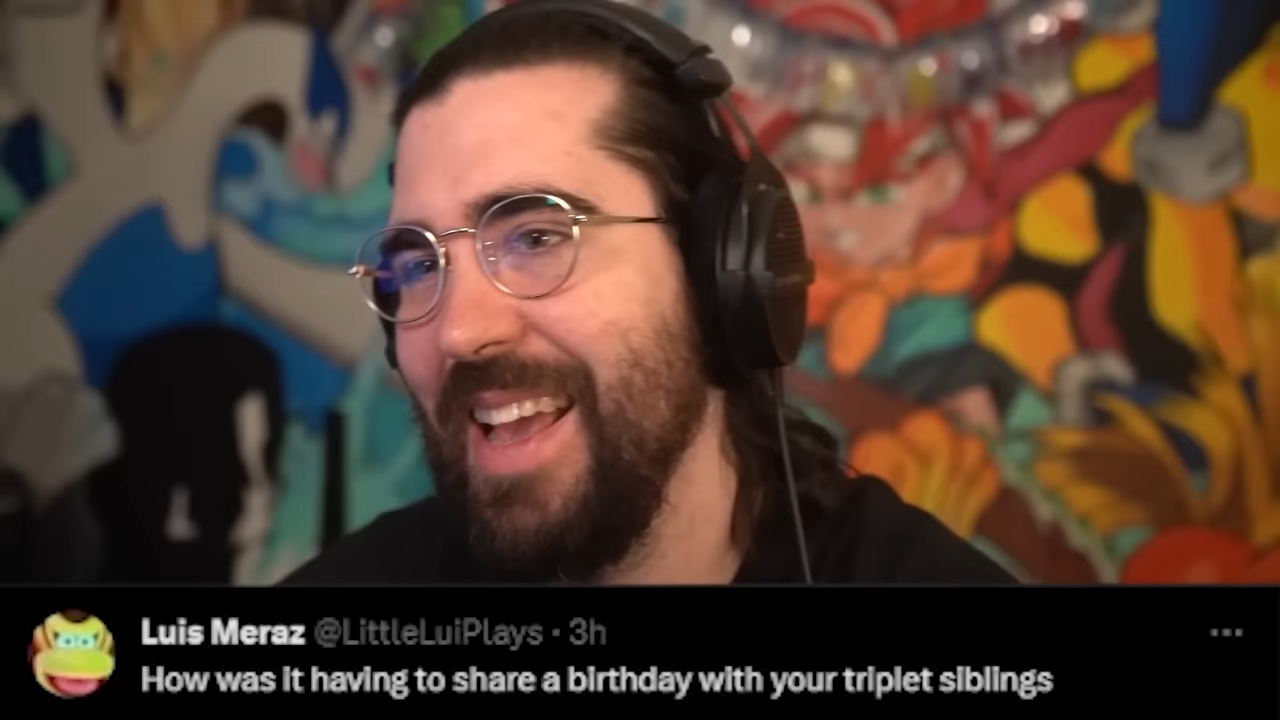 Luis Meraz @LittleLuiPlays · 3h
How was it having to share a birthday with your triplet siblings